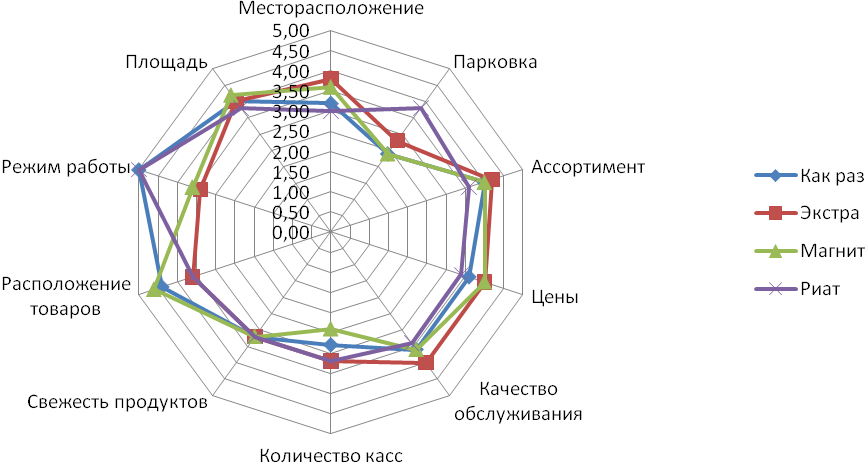 Месторасположение
5,00
4,50
4,00
3,50
3,00
2,50
2,00
1,50
1,00
0,50
0,00
Парковка
Ассортимент
Цены
Качество
обслуживания
Количество касс
Свежесть продуктов
Расположение
товаров
Режим работы
Площадь
Как раз
Экстра
Магнит
Риат